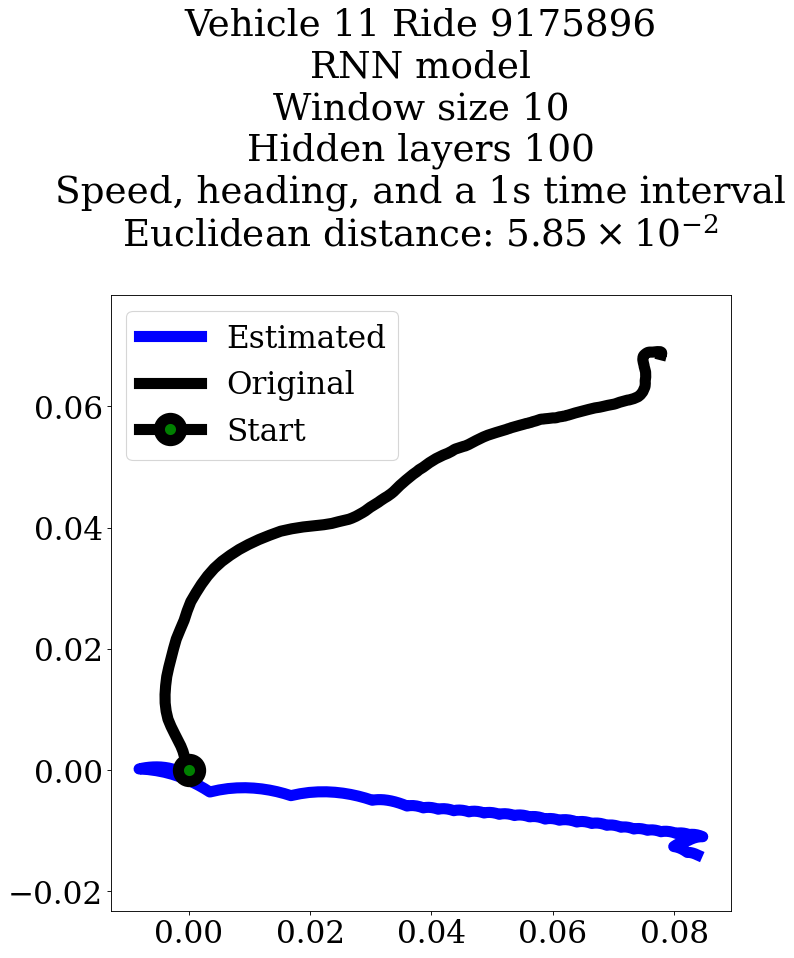 Vehicle 11 Ride 9175896
RNN model
Window size 10
Hidden layers 100
Speed, heading, and a 1s time interval
Euclidean distance: 5.85 × 10⁻²
Estimated
Original
Start
0.06
0.04
0.02
0.00
−0.02
0.00 0.02 0.04 0.06 0.08